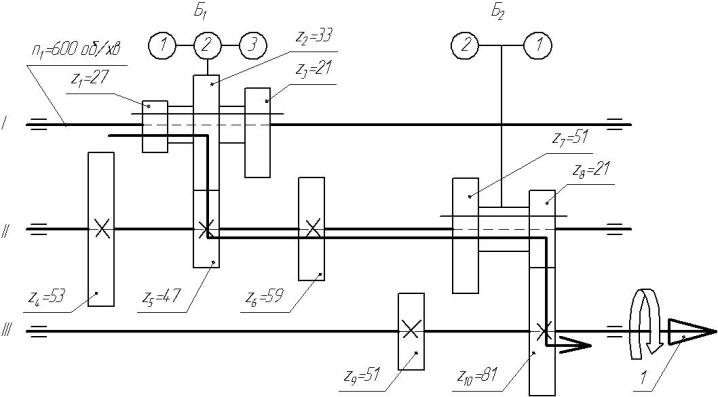 Б1 Б2
1 2 3 2 1
z2=33
n1=600 об/хв
z1=27
z3=21
I
z7=51
z8=21
II
z4=53 z5=47 z6=59
III
z9=51 z10=81 1